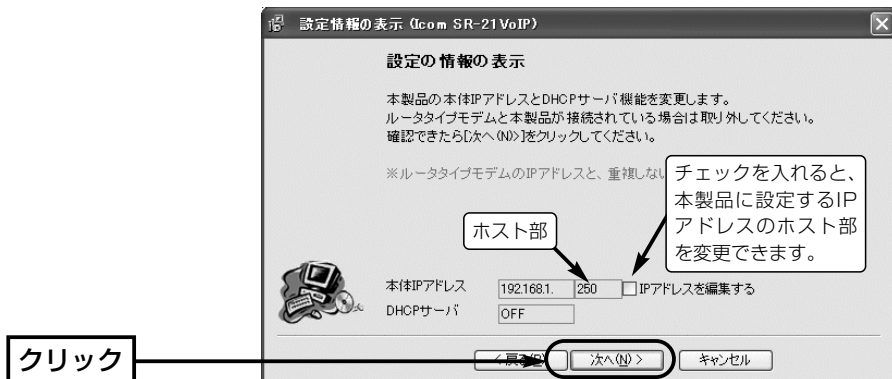 設定情報の表示 (Icom SR-21VoIP)
設定の情報の表示
本製品の本体IPアドレスとDHCPサーバ機能を変更します。
ルータタイプモデムと本製品が接続されている場合は取り外してください。
確認できたら[次へ(N)>]をクリックしてください。
※ルータタイプモデムのIPアドレスと、重複しない
チェックを入れると、
本製品に設定するIP
アドレスのホスト部
を変更できます。
ホスト部
本体IPアドレス 192.168.1. 250 IPアドレスを編集する
DHCPサーバ OFF
クリック
< 戻る(B) 次へ(N) > キャンセル